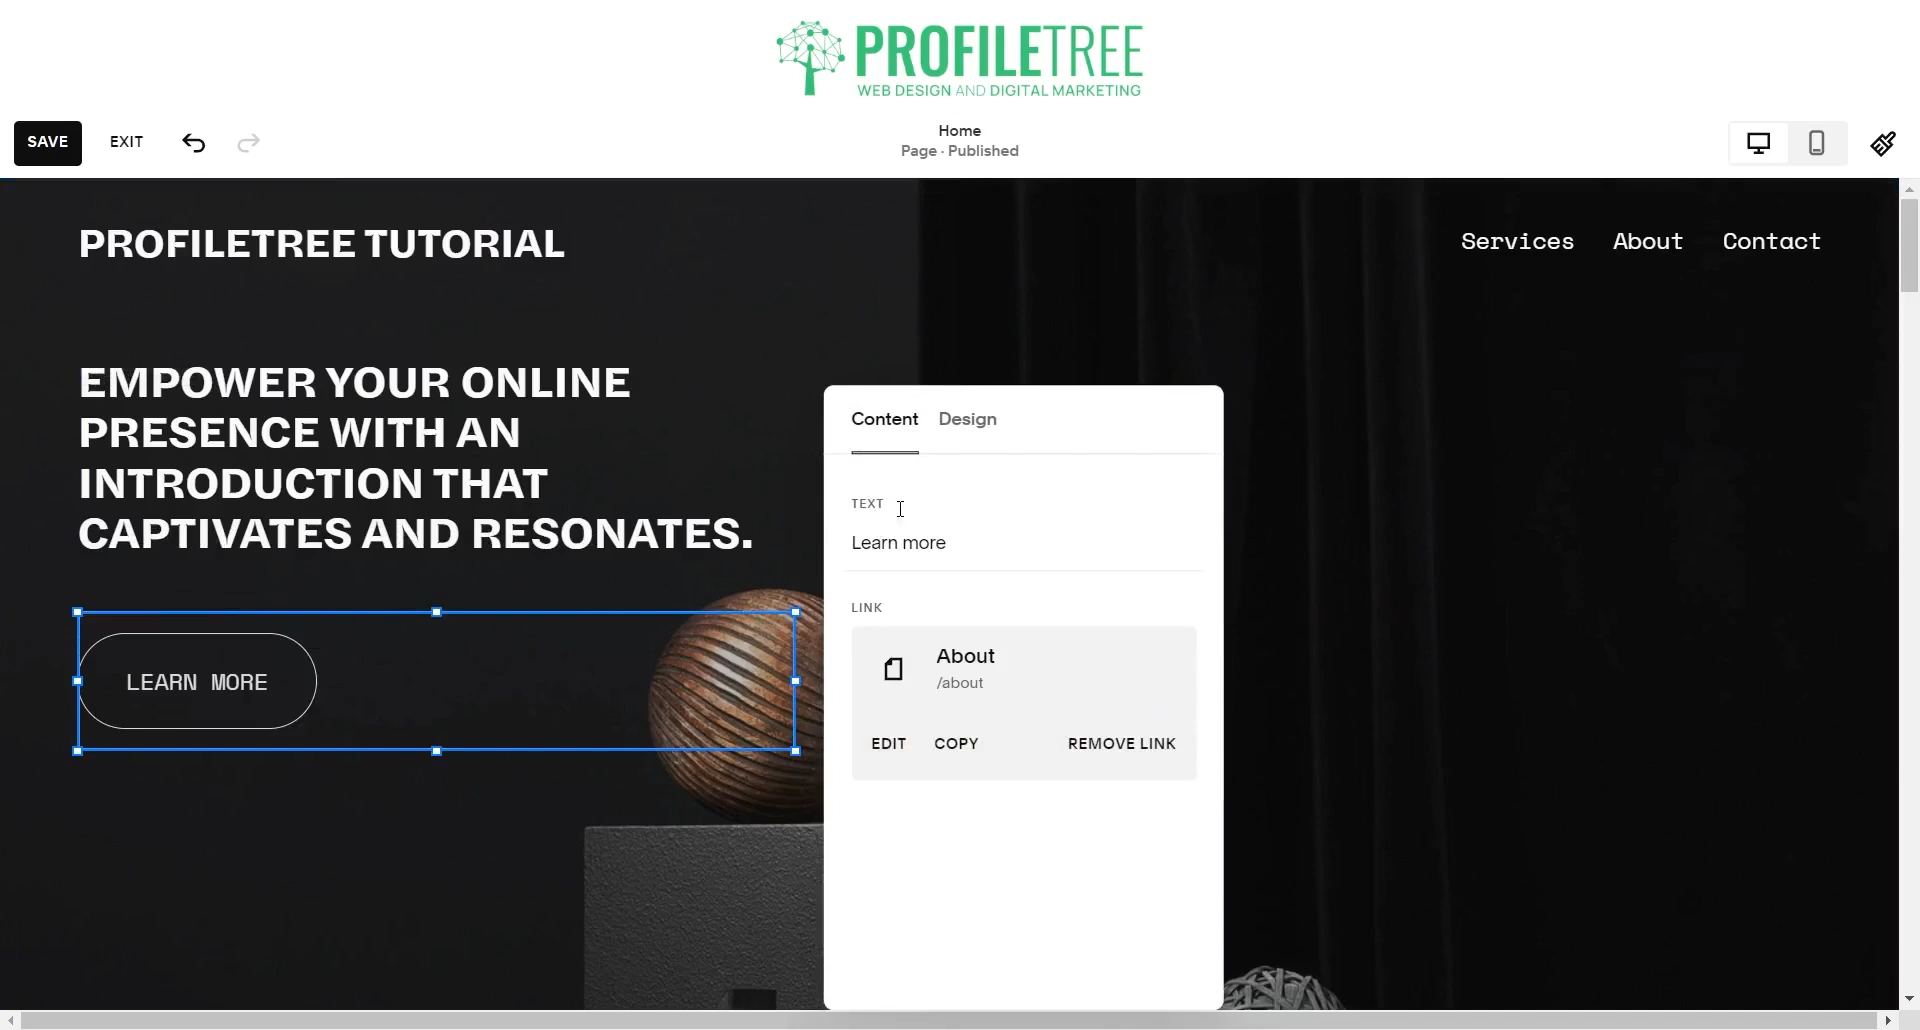 PROFILETREE
WEB DESIGN AND DIGITAL MARKETING
SAVE
EXIT
Home
Page · Published
PROFILETREE TUTORIAL
Services
About
Contact
EMPOWER YOUR ONLINE
PRESENCE WITH AN
INTRODUCTION THAT
CAPTIVATES AND RESONATES.
LEARN MORE
Content
Design
TEXT
Learn more
LINK
About
/about
EDIT
COPY
REMOVE LINK